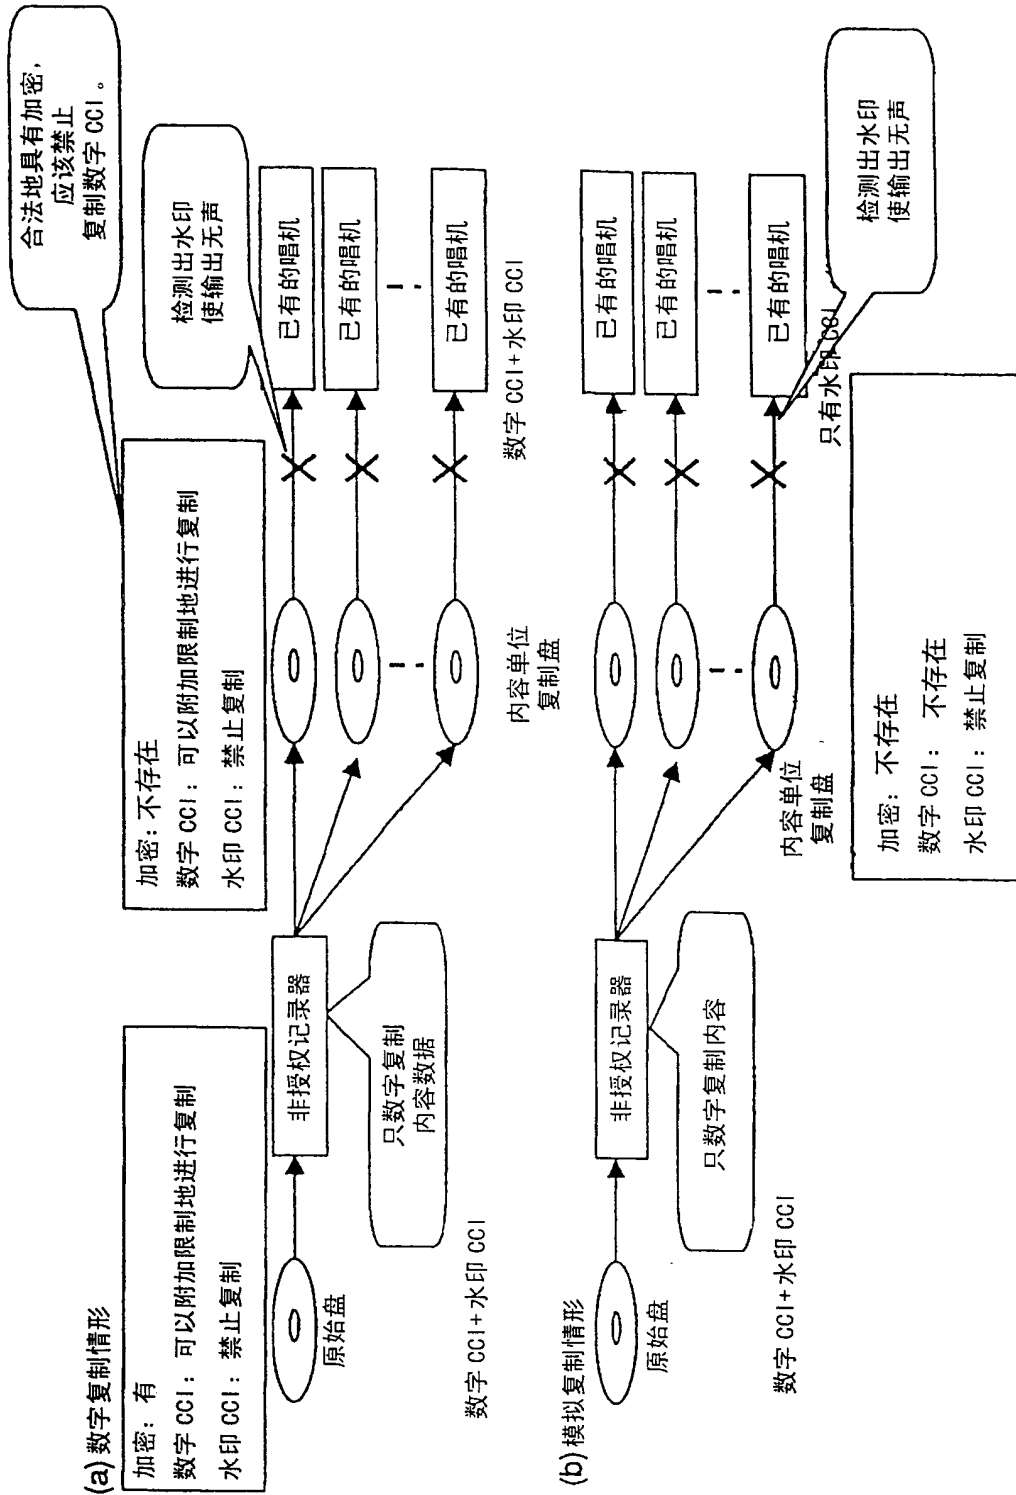 (a) 数字复制情形
加密: 有
数字 CCI: 可以附加限制地进行复制
水印 CCI: 禁止复制
原始盘
数字 CCI+水印 CCI
非授权记录器
只数字复制
内容数据
加密: 不存在
数字 CCI: 可以附加限制地进行复制
水印 CCI: 禁止复制
合法地具有加密,
应该禁止
复制数字 CCI。
内容单位
复制盘
检测出水印
使输出无声
已有的唱机
已有的唱机
已有的唱机
数字 CCI+水印 CCI
(b) 模拟复制情形
原始盘
数字 CCI+水印 CCI
非授权记录器
只数字复制内容
内容单位
复制盘
加密: 不存在
数字 CCI: 不存在
水印 CCI: 禁止复制
已有的唱机
已有的唱机
已有的唱机
只有水印 CCI
检测出水印
使输出无声